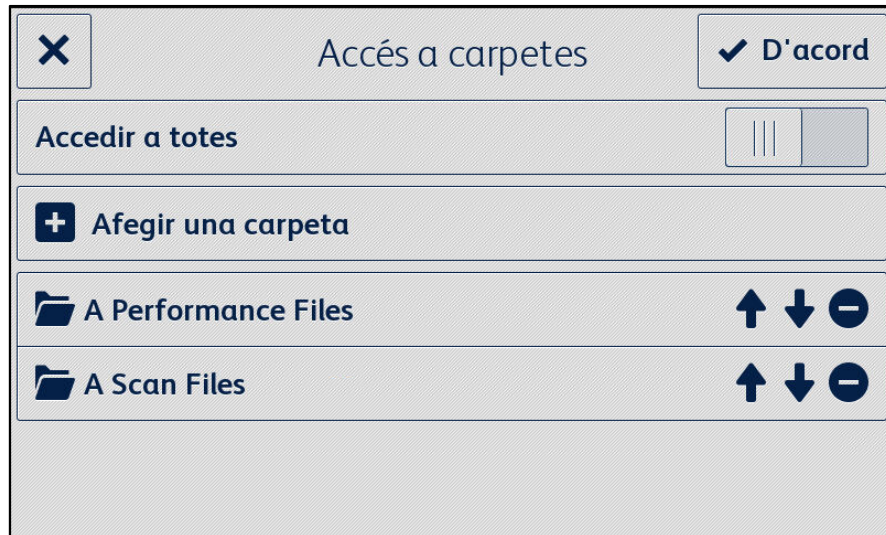 Accés a carpetes
D'acord
Accedir a totes
Afegir una carpeta
A Performance Files
A Scan Files